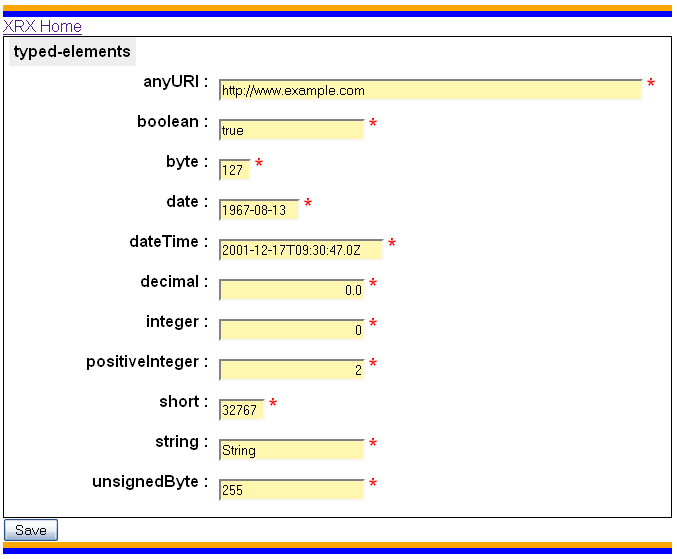 XRX Home
typed-elements
anyURI : http://www.example.com *
boolean : true *
byte : 127 *
date : 1967-08-13 *
dateTime : 2001-12-17T09:30:47.0Z *
decimal : 0.0 *
integer : 0 *
positiveInteger : 2 *
short : 32767 *
string : String *
unsignedByte : 255 *
Save